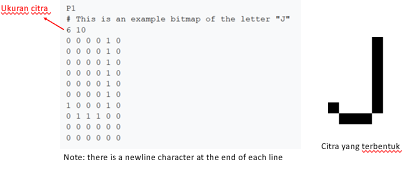 Ukuran citra
P1
# This is an example bitmap of the letter "J"
6 10
0 0 0 0 1 0
0 0 0 0 1 0
0 0 0 0 1 0
0 0 0 0 1 0
0 0 0 0 1 0
0 0 0 0 1 0
1 0 0 0 1 0
0 1 1 1 0 0
0 0 0 0 0 0
0 0 0 0 0 0
Citra yang terbentuk
Note: there is a newline character at the end of each line